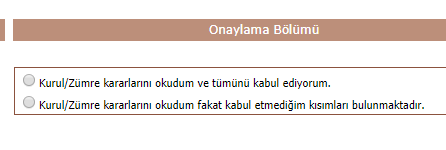 Onaylama Bölümü
Kurul/Zümre kararlarını okudum ve tümünü kabul ediyorum.
Kurul/Zümre kararlarını okudum fakat kabul etmediğim kısımları bulunmaktadır.